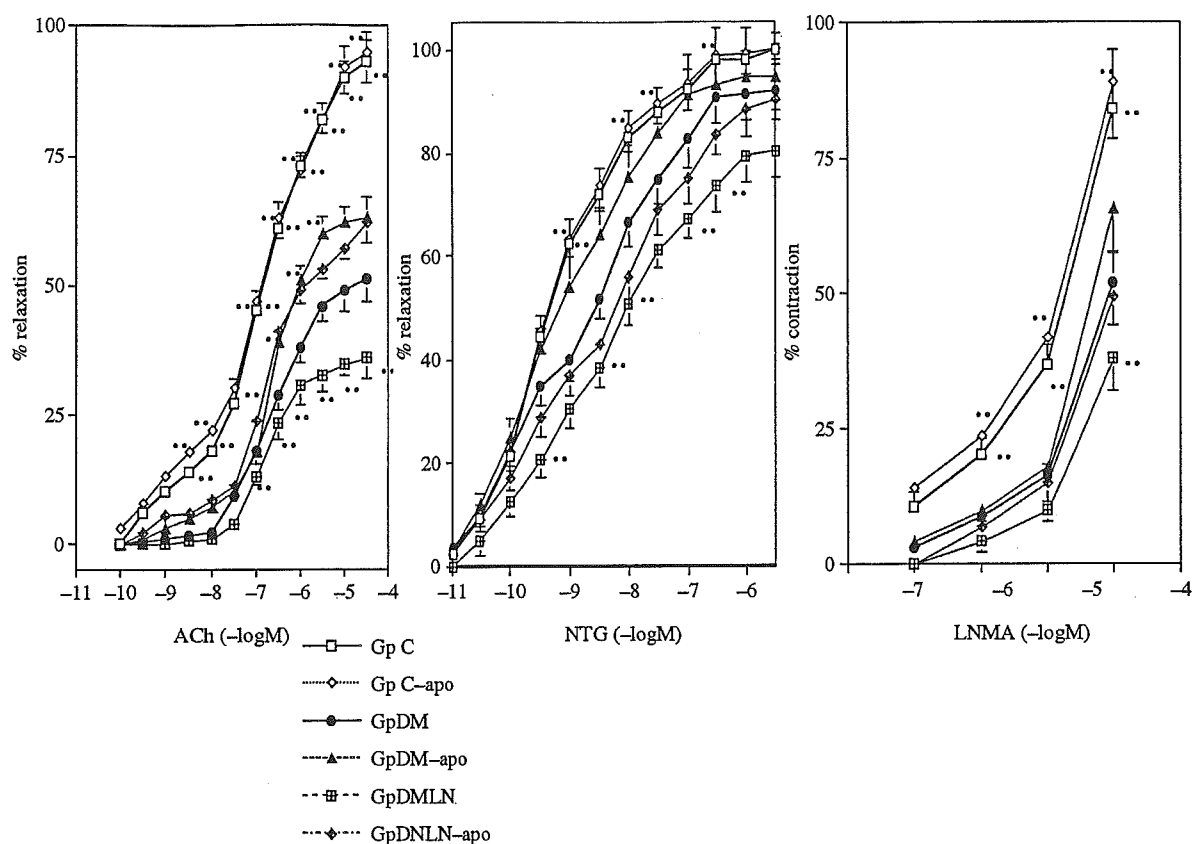 100
75
50
25
0
% relaxation
–11 –10 –9 –8 –7 –6 –5 –4
ACh (–logM)
100
80
60
40
20
0
% relaxation
–11 –10 –9 –8 –7 –6
NTG (–logM)
100
75
50
25
0
% contraction
–7 –6 –5 –4
LNMA (–logM)
Gp C
Gp C–apo
GpDM
GpDM–apo
GpDMLN
GpDNLN–apo